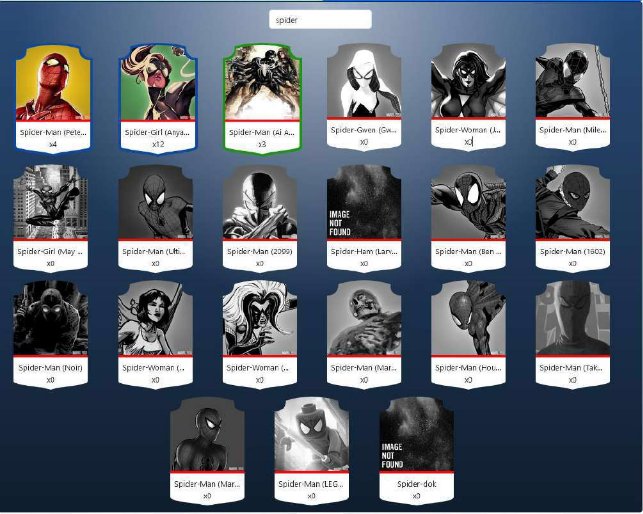 spider
Spider-Man (Pete...
x4
Spider-Girl (Anya...
x12
Spider-Man (Ai A...
x3
Spider-Gwen (Gw...
x0
Spider-Woman (J...
x0
Spider-Man (Mile...
x0
Spider-Girl (May ...
x0
Spider-Man (Ulti...
x0
Spider-Man (2099)
x0
IMAGE
NOT
FOUND
Spider-Ham (Larv...
x0
Spider-Man (Ben ...
x0
Spider-Man (1602)
x0
Spider-Man (Noir)
x0
Spider-Woman (...
x0
Spider-Woman (...
x0
Spider-Man (Mar...
x0
Spider-Man (Hou...
x0
Spider-Man (Tak...
x0
Spider-Man (Mar...
x0
Spider-Man (LEG...
x0
IMAGE
NOT
FOUND
Spider-dok
x0